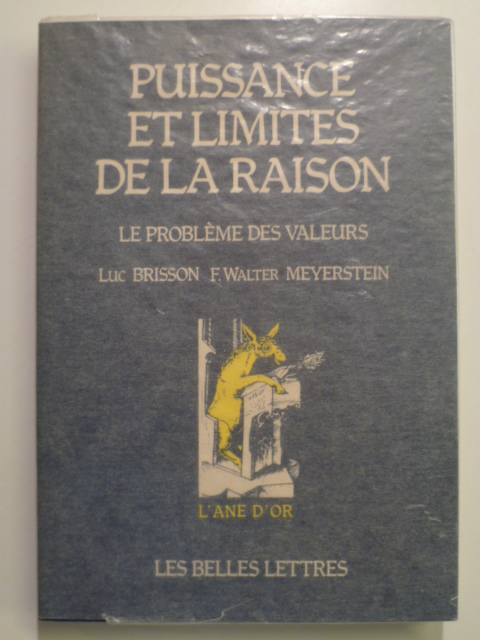 PUISSANCE
ET LIMITES
DE LA RAISON
LE PROBLÈME DES VALEURS
LUC BRISSON F. WALTER MEYERSTEIN
L'ANE D'OR
LES BELLES LETTRES